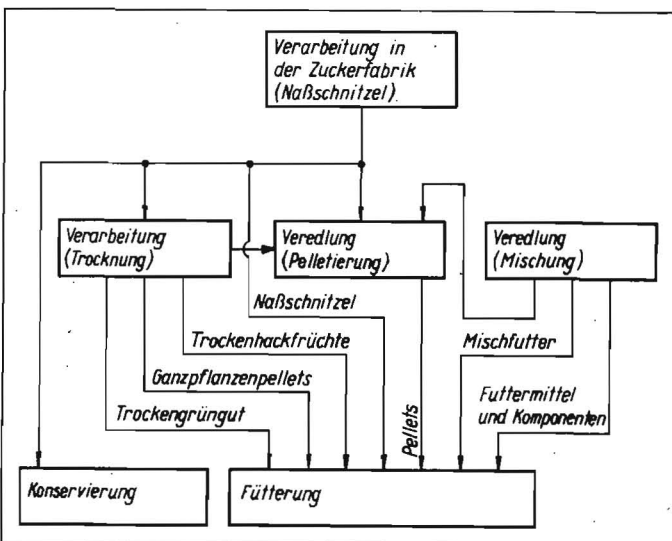 Verarbeitung in
der Zuckerfabrik
(Naßschnitzel).
Verarbeitung
(Trocknung)
Veredlung
(Pelletierung)
Veredlung
(Mischung)
Naßschnitzel
Trockenhackfrüchte
Mischfutter
Ganzpflanzenpellets
Futtermittel
und Komponenten
Trockengrüngut
Pellets
Konservierung
Fütterung